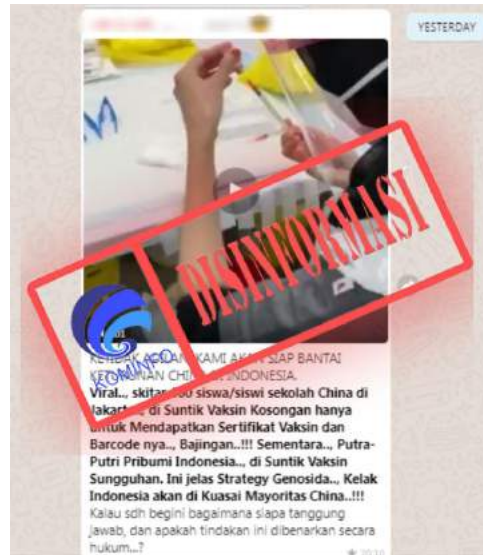 YESTERDAY
DISINFORMASI
KOMINFO
KAMI AKAN SIAP BANTAI
INDONESIA.
Viral.., skitar siswa/siswi sekolah China di
di Suntik Vaksin Kosongan hanya
untuk Mendapatkan Sertifikat Vaksin dan
Barcode nya.., Bajingan..!!! Sementara.., Putra-
Putri Pribumi Indonesia.., di Suntik Vaksin
Sungguhan. Ini jelas Strategy Genosida.., Kelak
Indonesia akan di Kuasai Mayoritas China..!!!
Kalau sdh begini bagaimana siapa tanggung
jawab, dan apakah tindakan ini dibenarkan secara
hukum...?